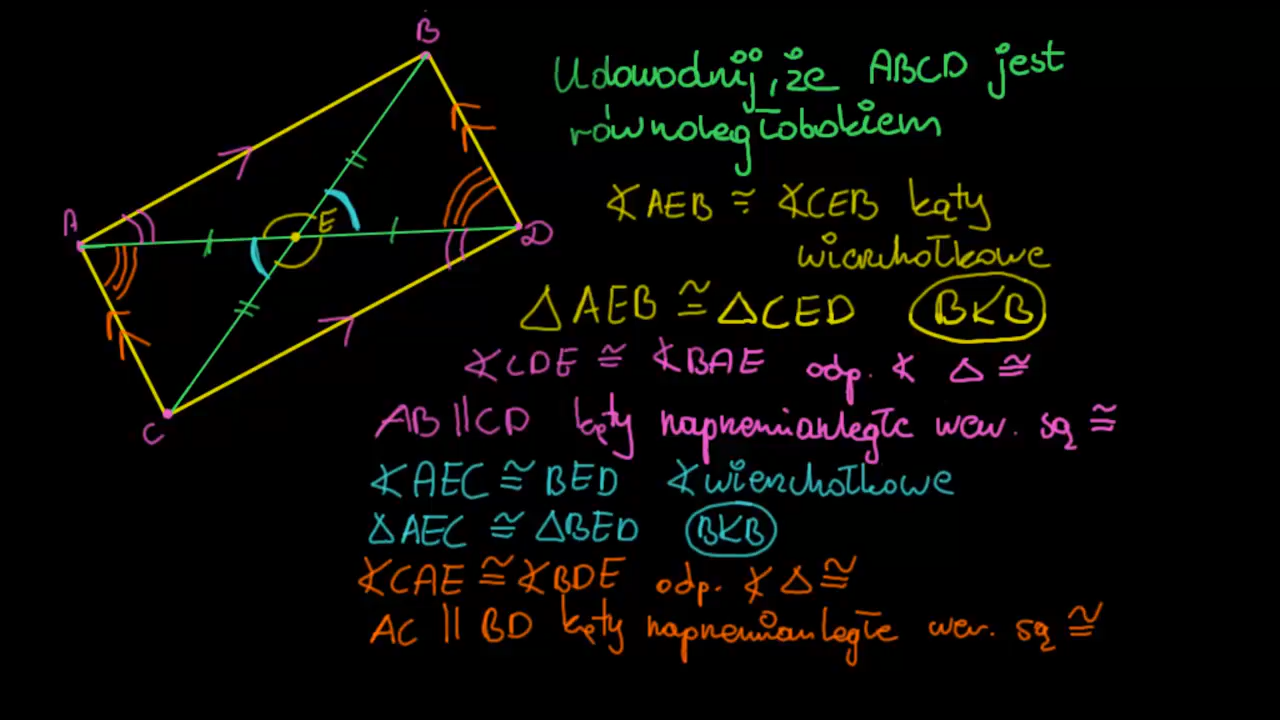 B
Udowodnij, że ABCD jest
równoległobokiem
A
E
D
C
∢AEB ≅ ∢CEB kąty
wierzchołkowe
△AEB ≅ △CED BKB
∢CDE ≅ ∢BAE odp. ∢ △ ≅
AB || CD kąty naprzemianległe wew. są ≅
∢AEC ≅ BED ∢wierzchołkowe
△AEC ≅ △BED BKB
∢CAE ≅ ∢BDE odp. ∢ △ ≅
AC || BD kąty naprzemianległe wew. są ≅